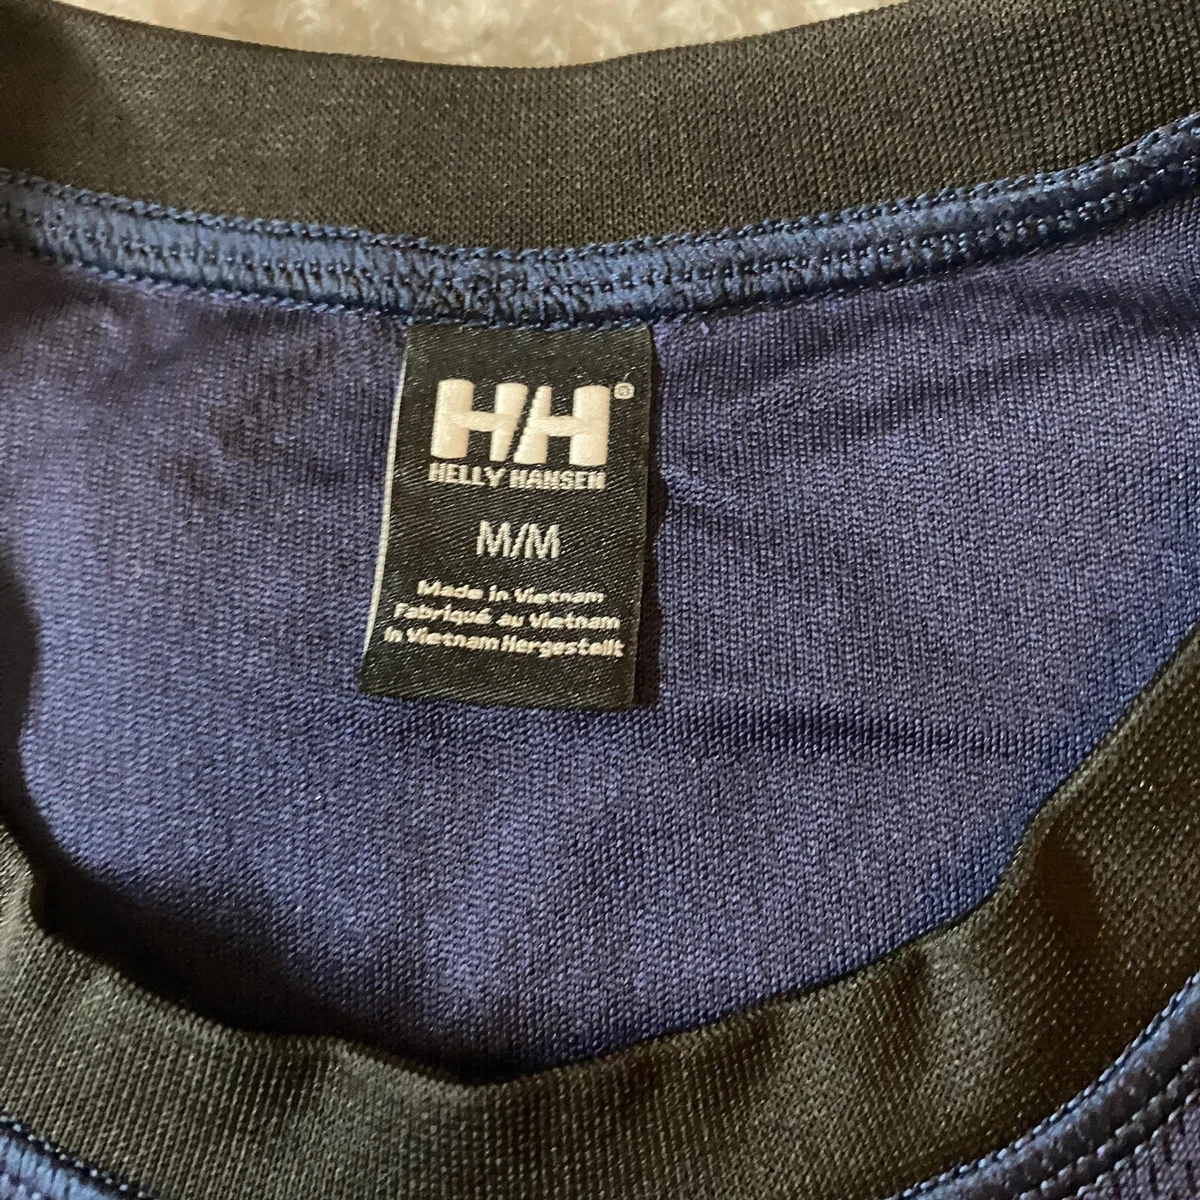 HH®
HELLY HANSEN
M/M
Made in Vietnam
Fabriqué au Vietnam
In Vietnam Hergestellt